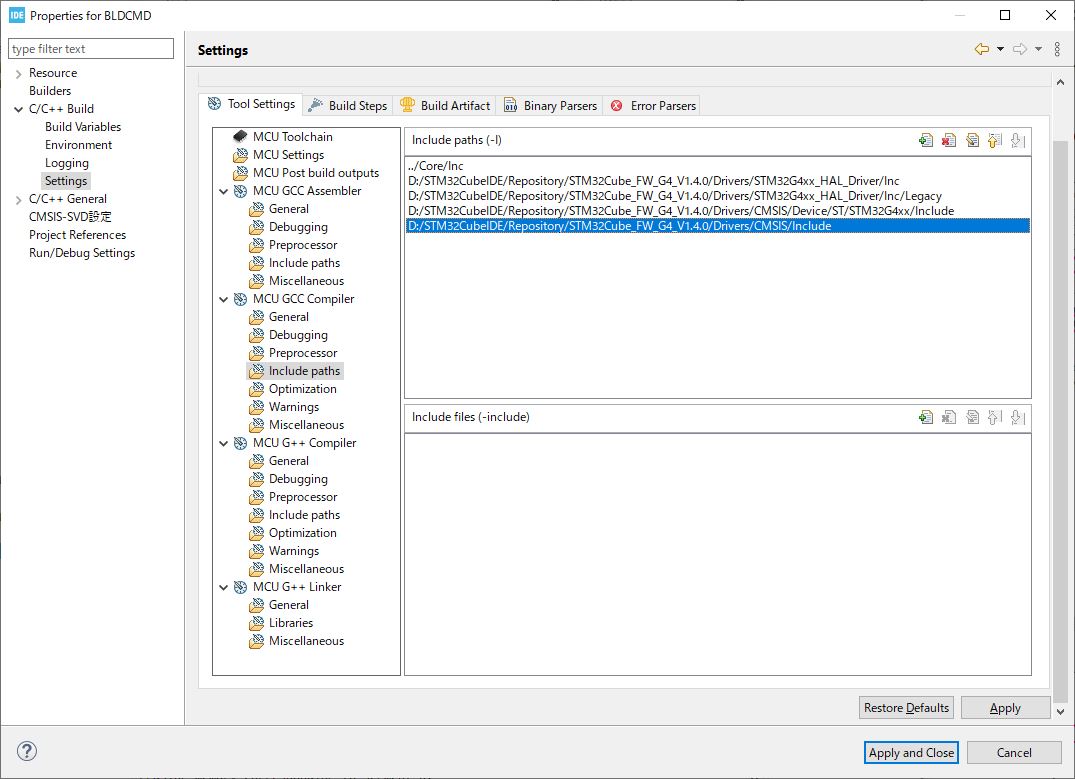 IDE Properties for BLDCMD
type filter text
Resource
Builders
C/C++ Build
Build Variables
Environment
Logging
Settings
C/C++ General
CMSIS-SVD設定
Project References
Run/Debug Settings
Settings
Tool Settings
Build Steps
Build Artifact
Binary Parsers
Error Parsers
MCU Toolchain
MCU Settings
MCU Post build outputs
MCU GCC Assembler
General
Debugging
Preprocessor
Include paths
Miscellaneous
MCU GCC Compiler
General
Debugging
Preprocessor
Include paths
Optimization
Warnings
Miscellaneous
MCU G++ Compiler
General
Debugging
Preprocessor
Include paths
Optimization
Warnings
Miscellaneous
MCU G++ Linker
General
Libraries
Miscellaneous
Include paths (-I)
../Core/Inc
D:/STM32CubeIDE/Repository/STM32Cube_FW_G4_V1.4.0/Drivers/STM32G4xx_HAL_Driver/Inc
D:/STM32CubeIDE/Repository/STM32Cube_FW_G4_V1.4.0/Drivers/STM32G4xx_HAL_Driver/Inc/Legacy
D:/STM32CubeIDE/Repository/STM32Cube_FW_G4_V1.4.0/Drivers/CMSIS/Device/ST/STM32G4xx/Include
D:/STM32CubeIDE/Repository/STM32Cube_FW_G4_V1.4.0/Drivers/CMSIS/Include
Include files (-include)
Restore Defaults
Apply
?
Apply and Close
Cancel